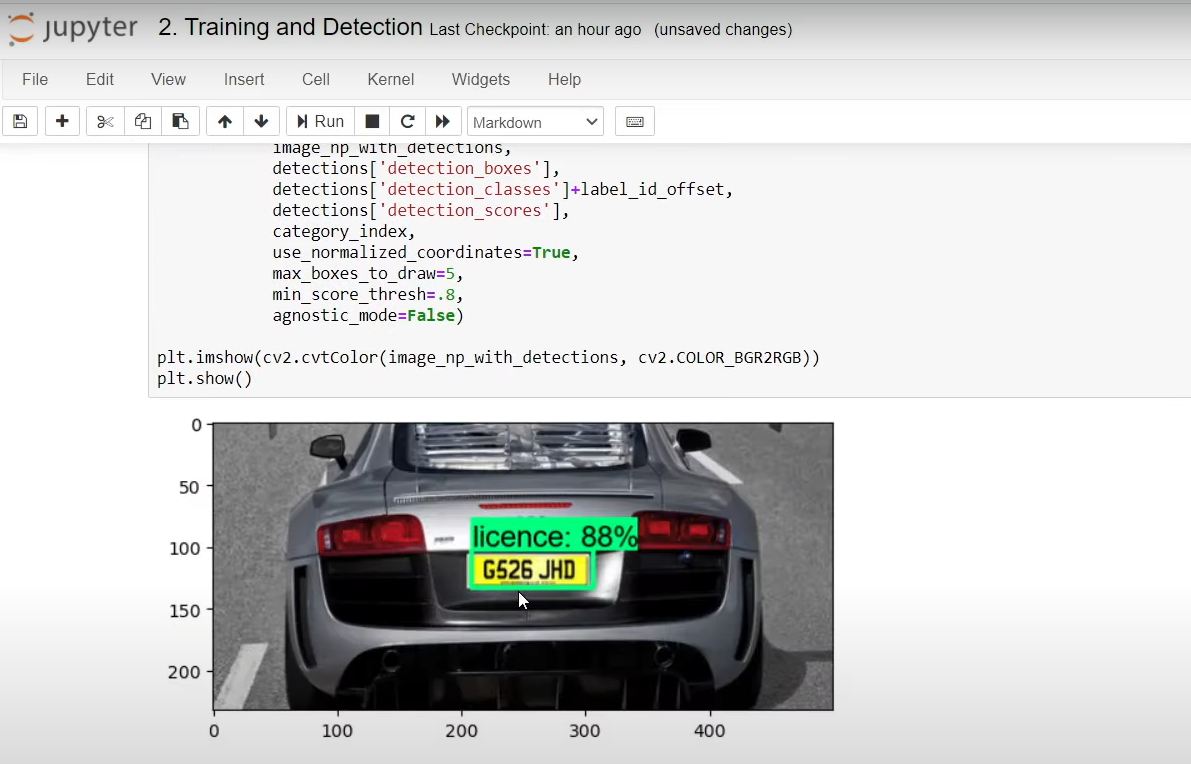 jupyter 2. Training and Detection Last Checkpoint: an hour ago (unsaved changes)
File Edit View Insert Cell Kernel Widgets Help
Run Markdown
image_np_with_detections,
detections['detection_boxes'],
detections['detection_classes']+label_id_offset,
detections['detection_scores'],
category_index,
use_normalized_coordinates=True,
max_boxes_to_draw=5,
min_score_thresh=.8,
agnostic_mode=False)
plt.imshow(cv2.cvtColor(image_np_with_detections, cv2.COLOR_BGR2RGB))
plt.show()
0
50
100
150
200
licence: 88%
G526 JHD
0 100 200 300 400